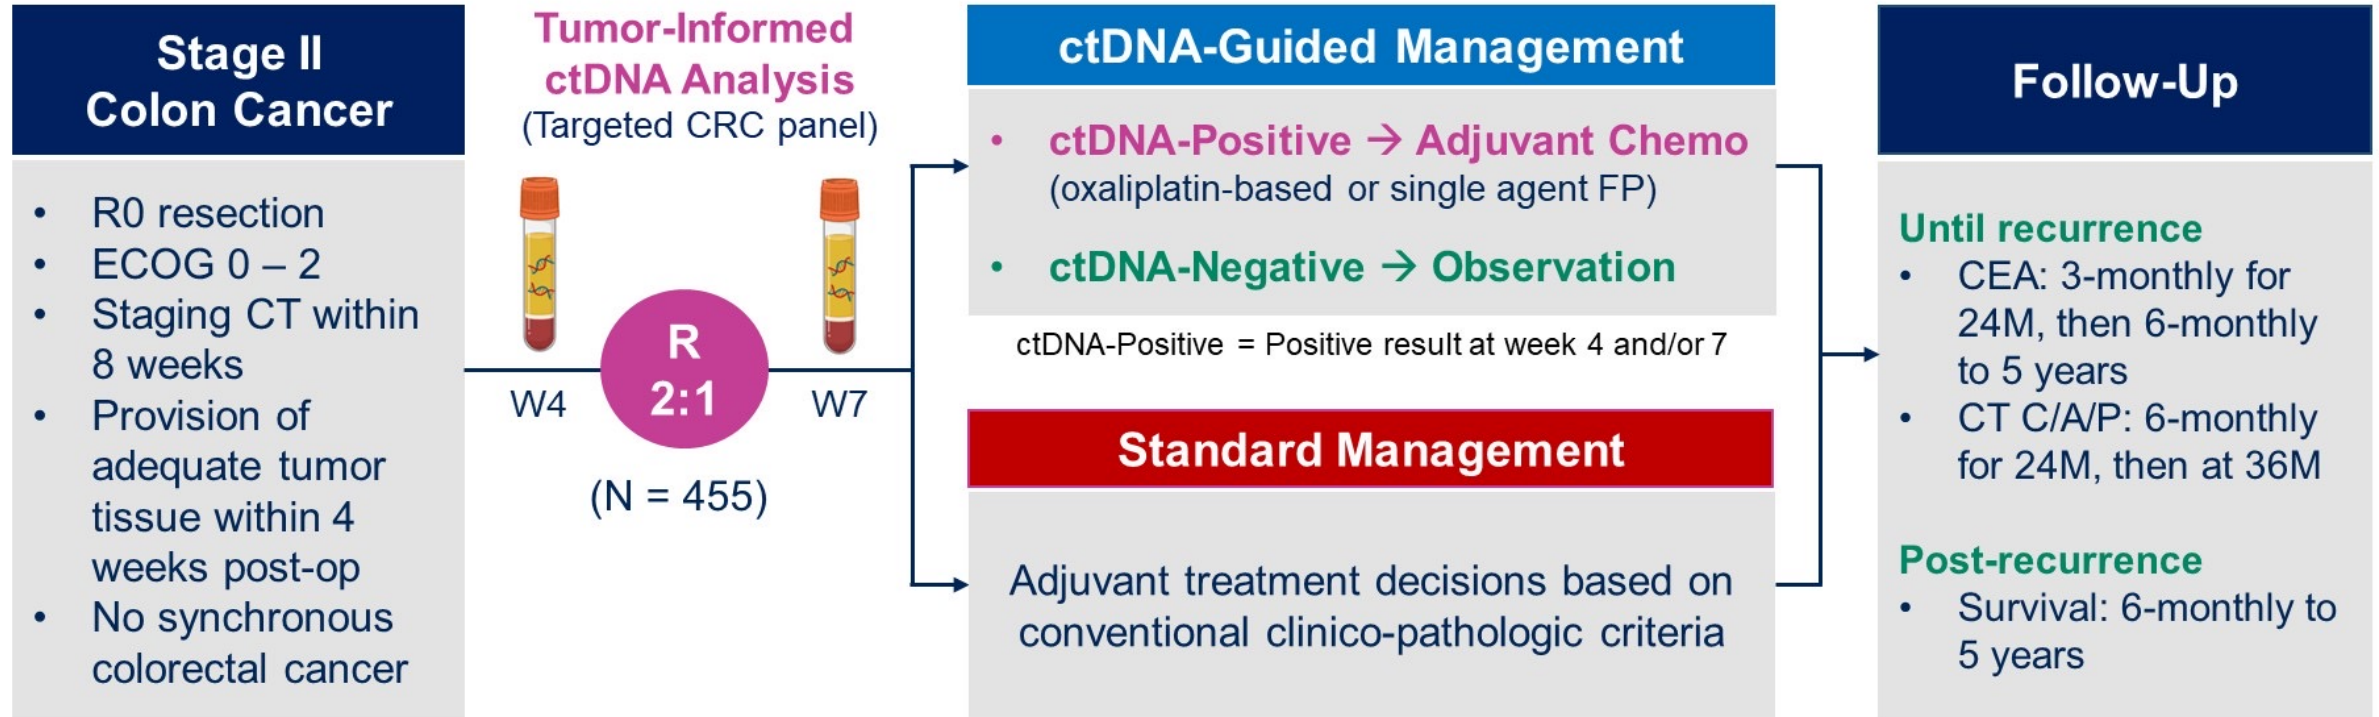 Stage II
Colon Cancer
• R0 resection
• ECOG 0 – 2
• Staging CT within
8 weeks
• Provision of
adequate tumor
tissue within 4
weeks post-op
• No synchronous
colorectal cancer
Tumor-Informed
ctDNA Analysis
(Targeted CRC panel)
W4
R
2:1
W7
(N = 455)
ctDNA-Guided Management
• ctDNA-Positive → Adjuvant Chemo
(oxaliplatin-based or single agent FP)
• ctDNA-Negative → Observation
ctDNA-Positive = Positive result at week 4 and/or 7
Standard Management
Adjuvant treatment decisions based on
conventional clinico-pathologic criteria
Follow-Up
Until recurrence
• CEA: 3-monthly for
24M, then 6-monthly
to 5 years
• CT C/A/P: 6-monthly
for 24M, then at 36M
Post-recurrence
• Survival: 6-monthly to
5 years